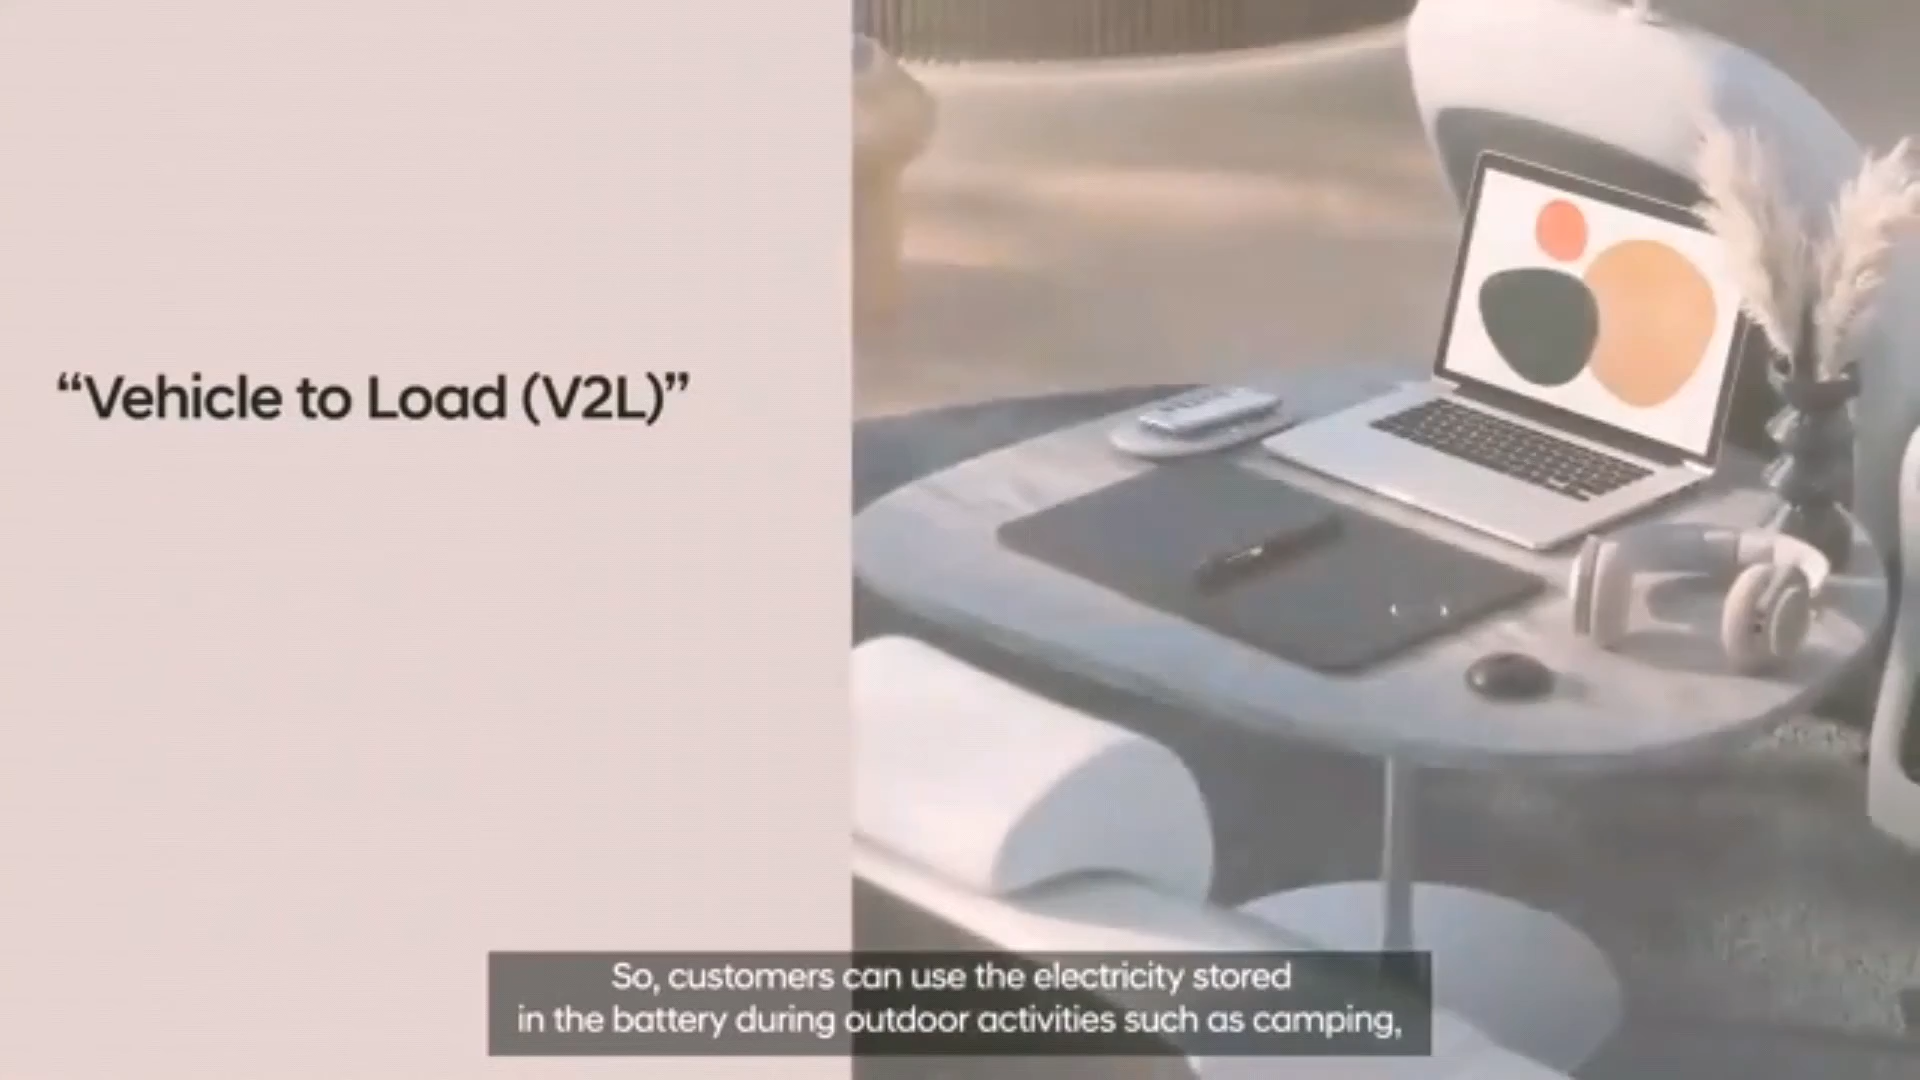 “Vehicle to Load (V2L)”
So, customers can use the electricity stored
in the battery during outdoor activities such as camping,